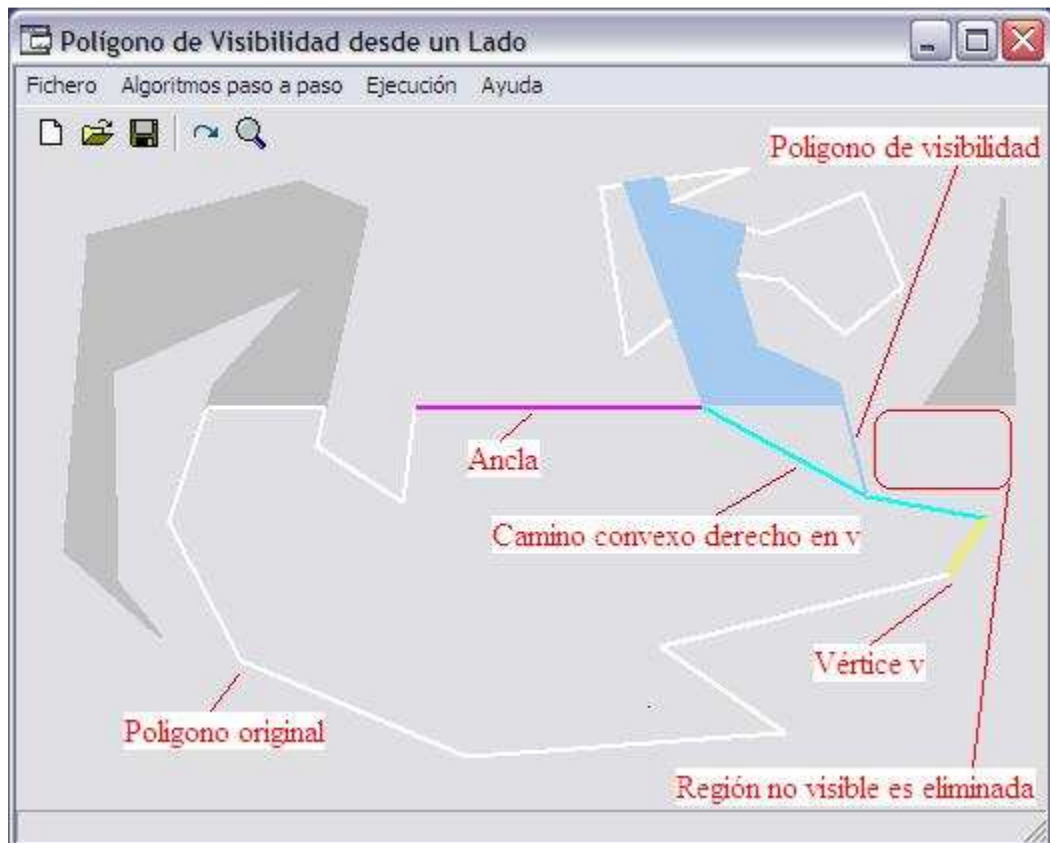 Polígono de Visibilidad desde un Lado
Fichero Algoritmos paso a paso Ejecución Ayuda
Poligono de visibilidad
Ancla
Camino convexo derecho en v
Vértice v
Poligono original
Región no visible es eliminada